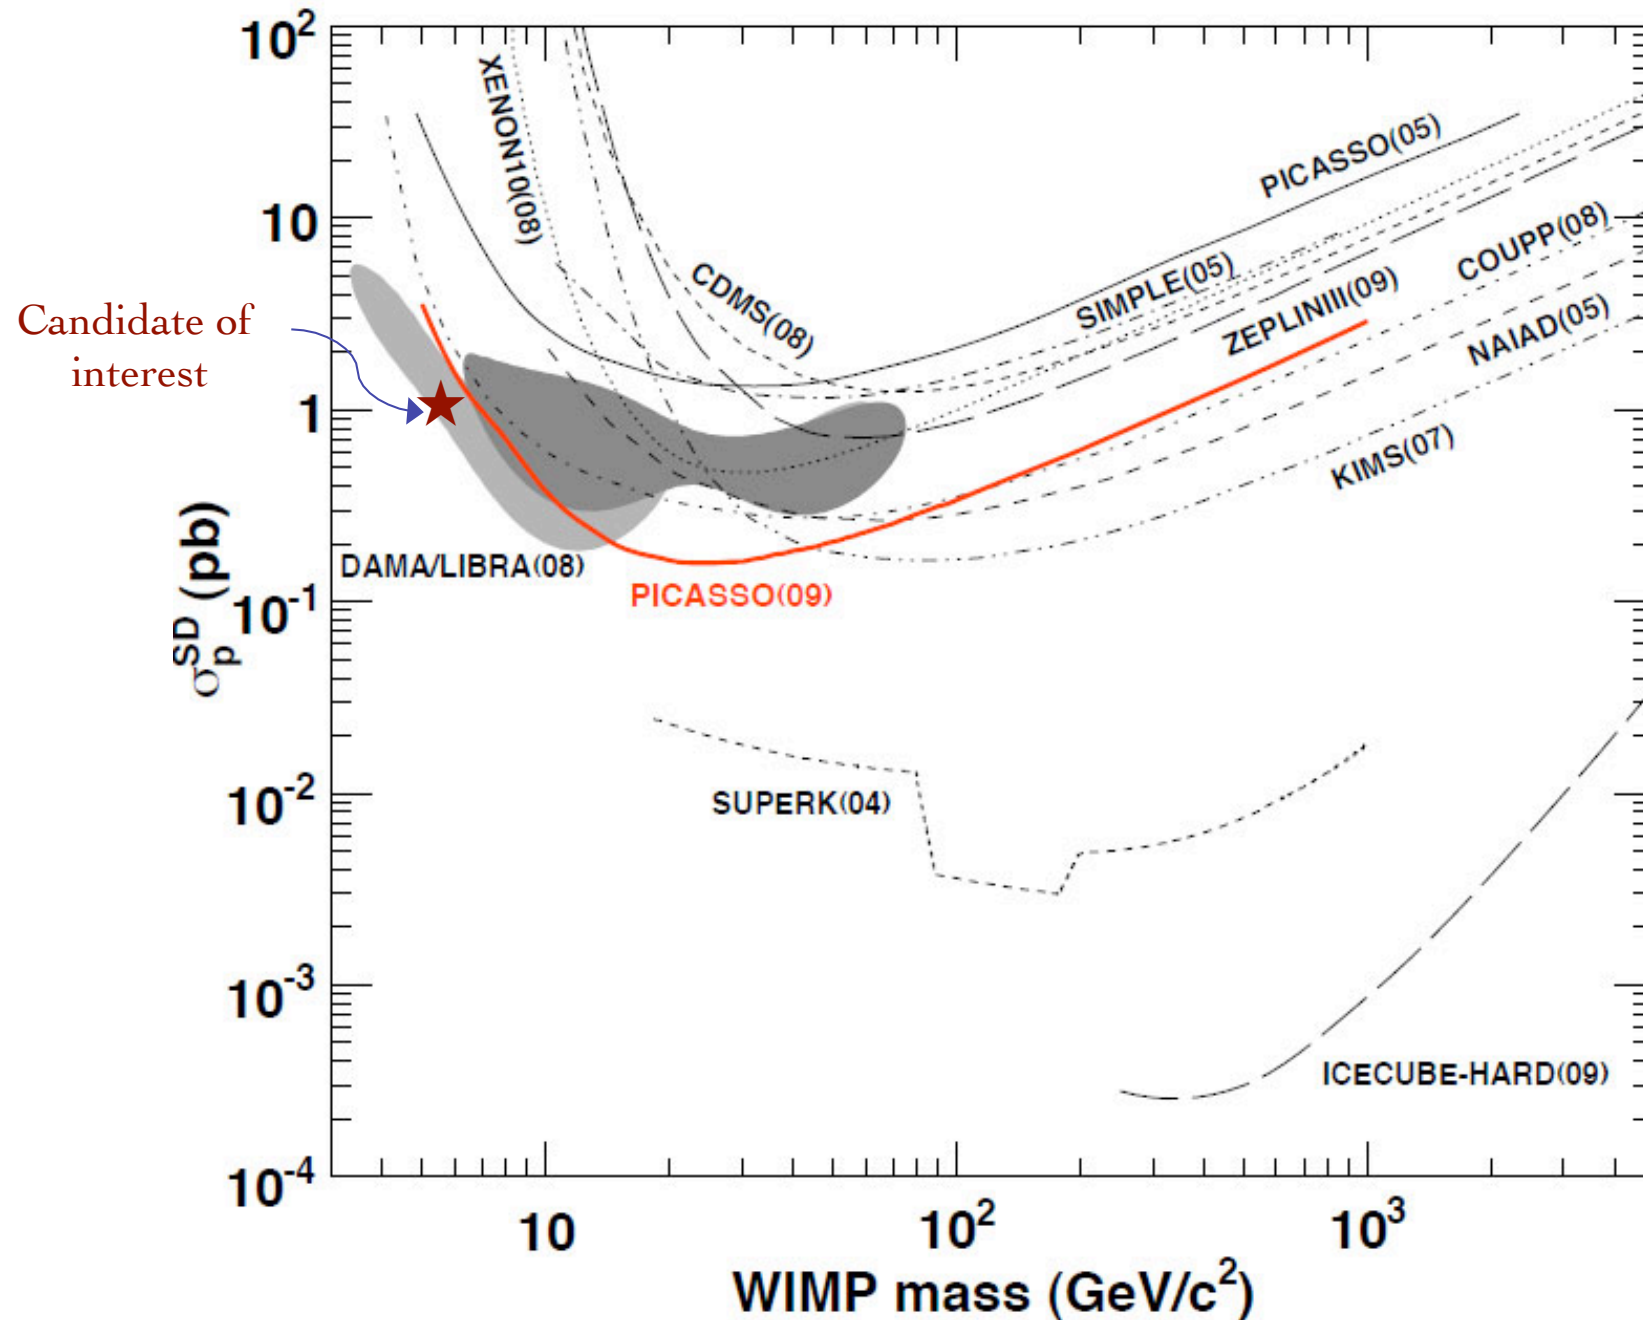 10²
XENON10(08)
PICASSO(05)
10
CDMS(08)
SIMPLE(05)
COUPP(08)
ZEPLINIII(09)
Candidate of
interest
NAIAD(05)
1
KIMS(07)
DAMA/LIBRA(08)
PICASSO(09)
10⁻¹
σₚˢᴰ (pb)
10⁻²
SUPERK(04)
10⁻³
ICECUBE-HARD(09)
10⁻⁴
10 10² 10³
WIMP mass (GeV/c²)